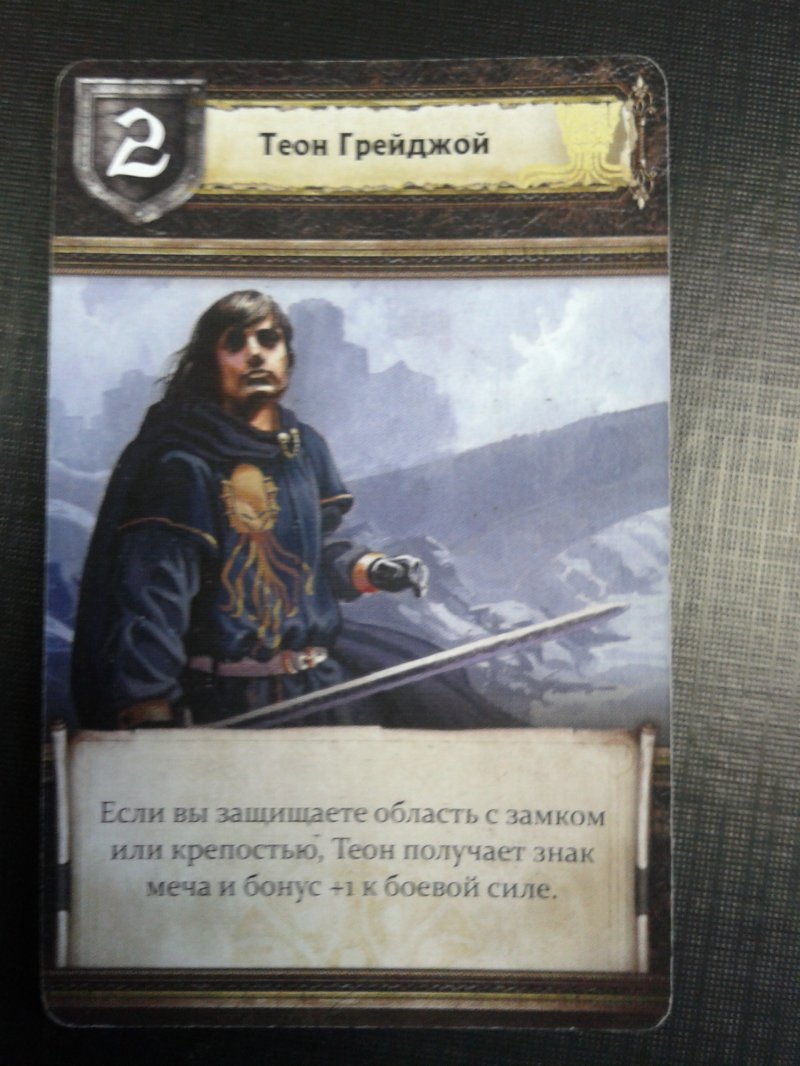 2
Теон Грейджой
Если вы защищаете область с замком
или крепостью, Теон получает знак
меча и бонус +1 к боевой силе.